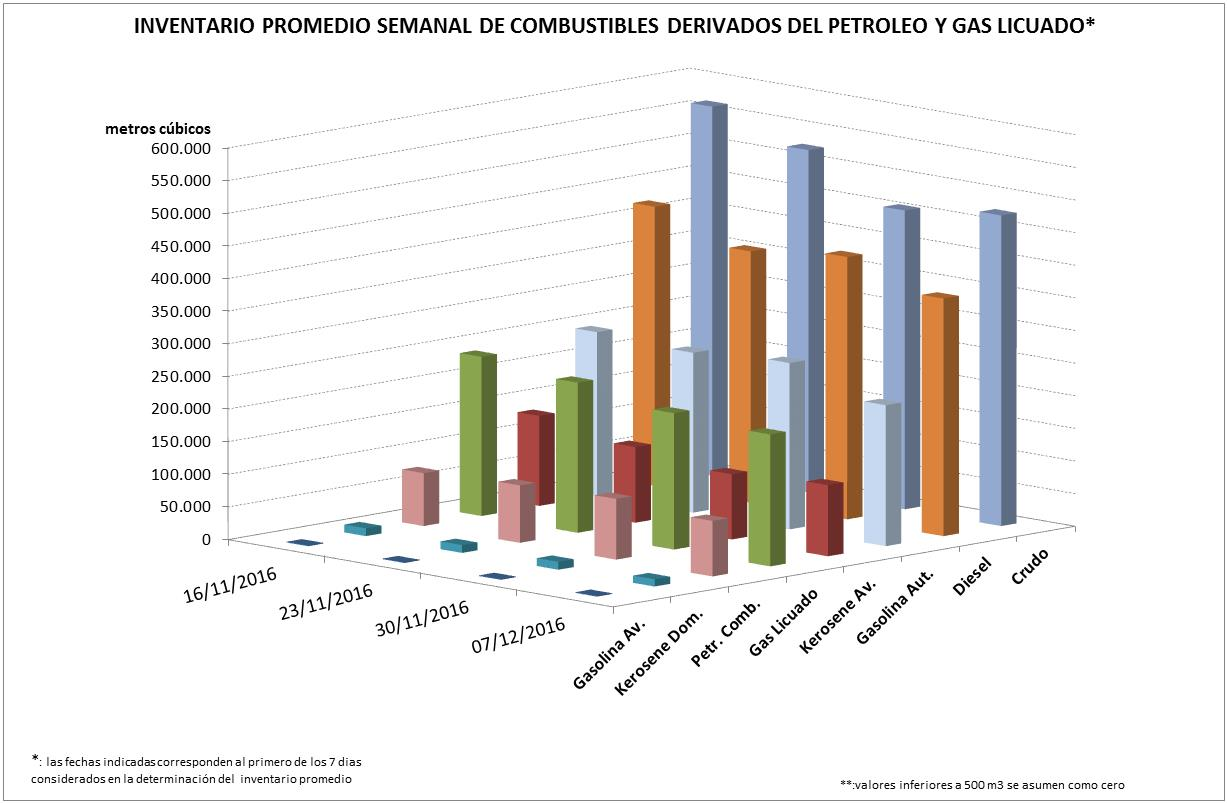 INVENTARIO PROMEDIO SEMANAL DE COMBUSTIBLES DERIVADOS DEL PETROLEO Y GAS LICUADO*
metros cúbicos
600.000
550.000
500.000
450.000
400.000
350.000
300.000
250.000
200.000
150.000
100.000
50.000
0
16/11/2016
23/11/2016
30/11/2016
07/12/2016
Gasolina Av.
Kerosene Dom.
Petr. Comb.
Gas Licuado
Kerosene Av.
Gasolina Aut.
Diesel
Crudo
*: las fechas indicadas corresponden al primero de los 7 dias
considerados en la determinación del inventario promedio
**:valores inferiores a 500 m3 se asumen como cero